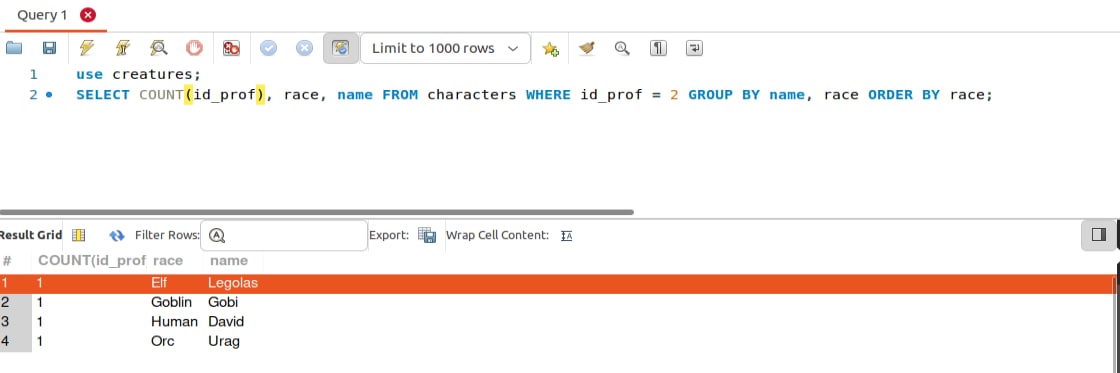 Query 1
Limit to 1000 rows
1 use creatures;
2 SELECT COUNT(id_prof), race, name FROM characters WHERE id_prof = 2 GROUP BY name, race ORDER BY race;
Result Grid Filter Rows: Export: Wrap Cell Content:
# COUNT(id_prof race name
1 1 Elf Legolas
2 1 Goblin Gobi
3 1 Human David
4 1 Orc Urag